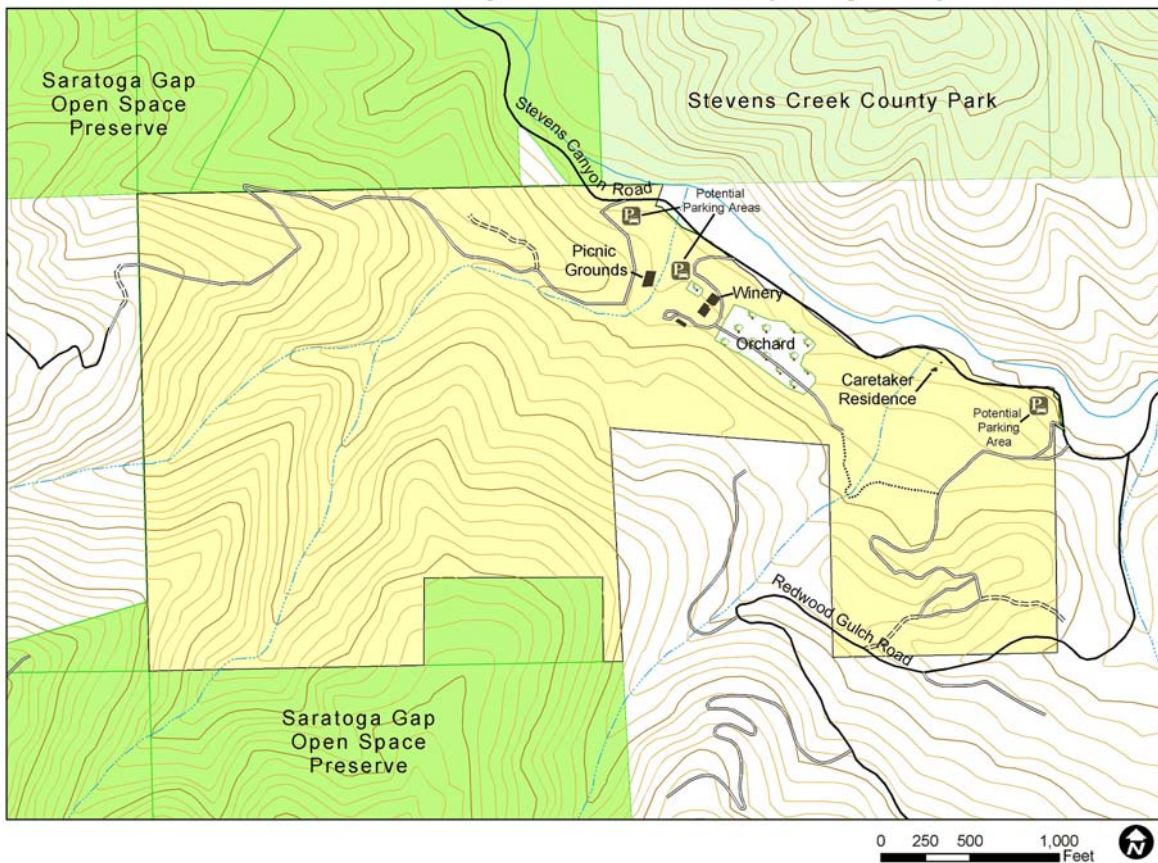 Saratoga Gap
Open Space
Preserve
Stevens Creek County Park
Stevens Canyon Road
Potential
Parking Areas
P
Picnic
Grounds
P
Winery
Orchard
Caretaker
Residence
Potential
Parking
Area
P
Redwood Gulch Road
Saratoga Gap
Open Space
Preserve
0 250 500 1,000
Feet
N